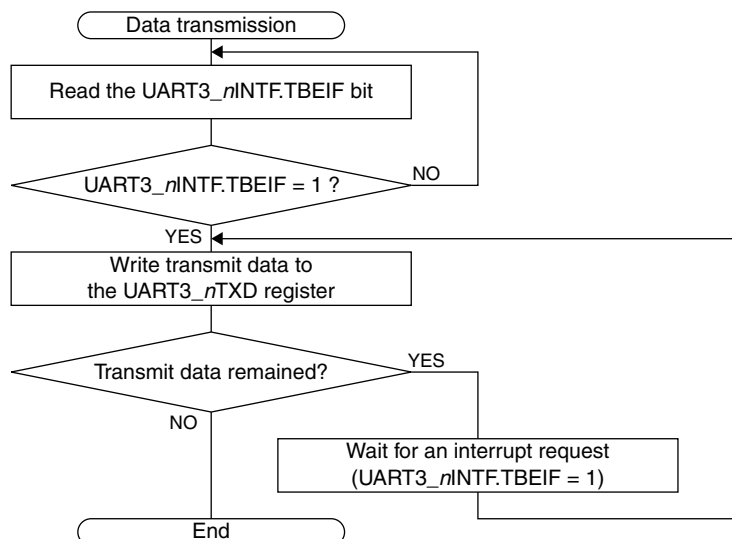 Data transmission
Read the UART3_nINTF.TBEIF bit
UART3_nINTF.TBEIF = 1 ?
NO
YES
Write transmit data to
the UART3_nTXD register
Transmit data remained?
YES
NO
Wait for an interrupt request
(UART3_nINTF.TBEIF = 1)
End